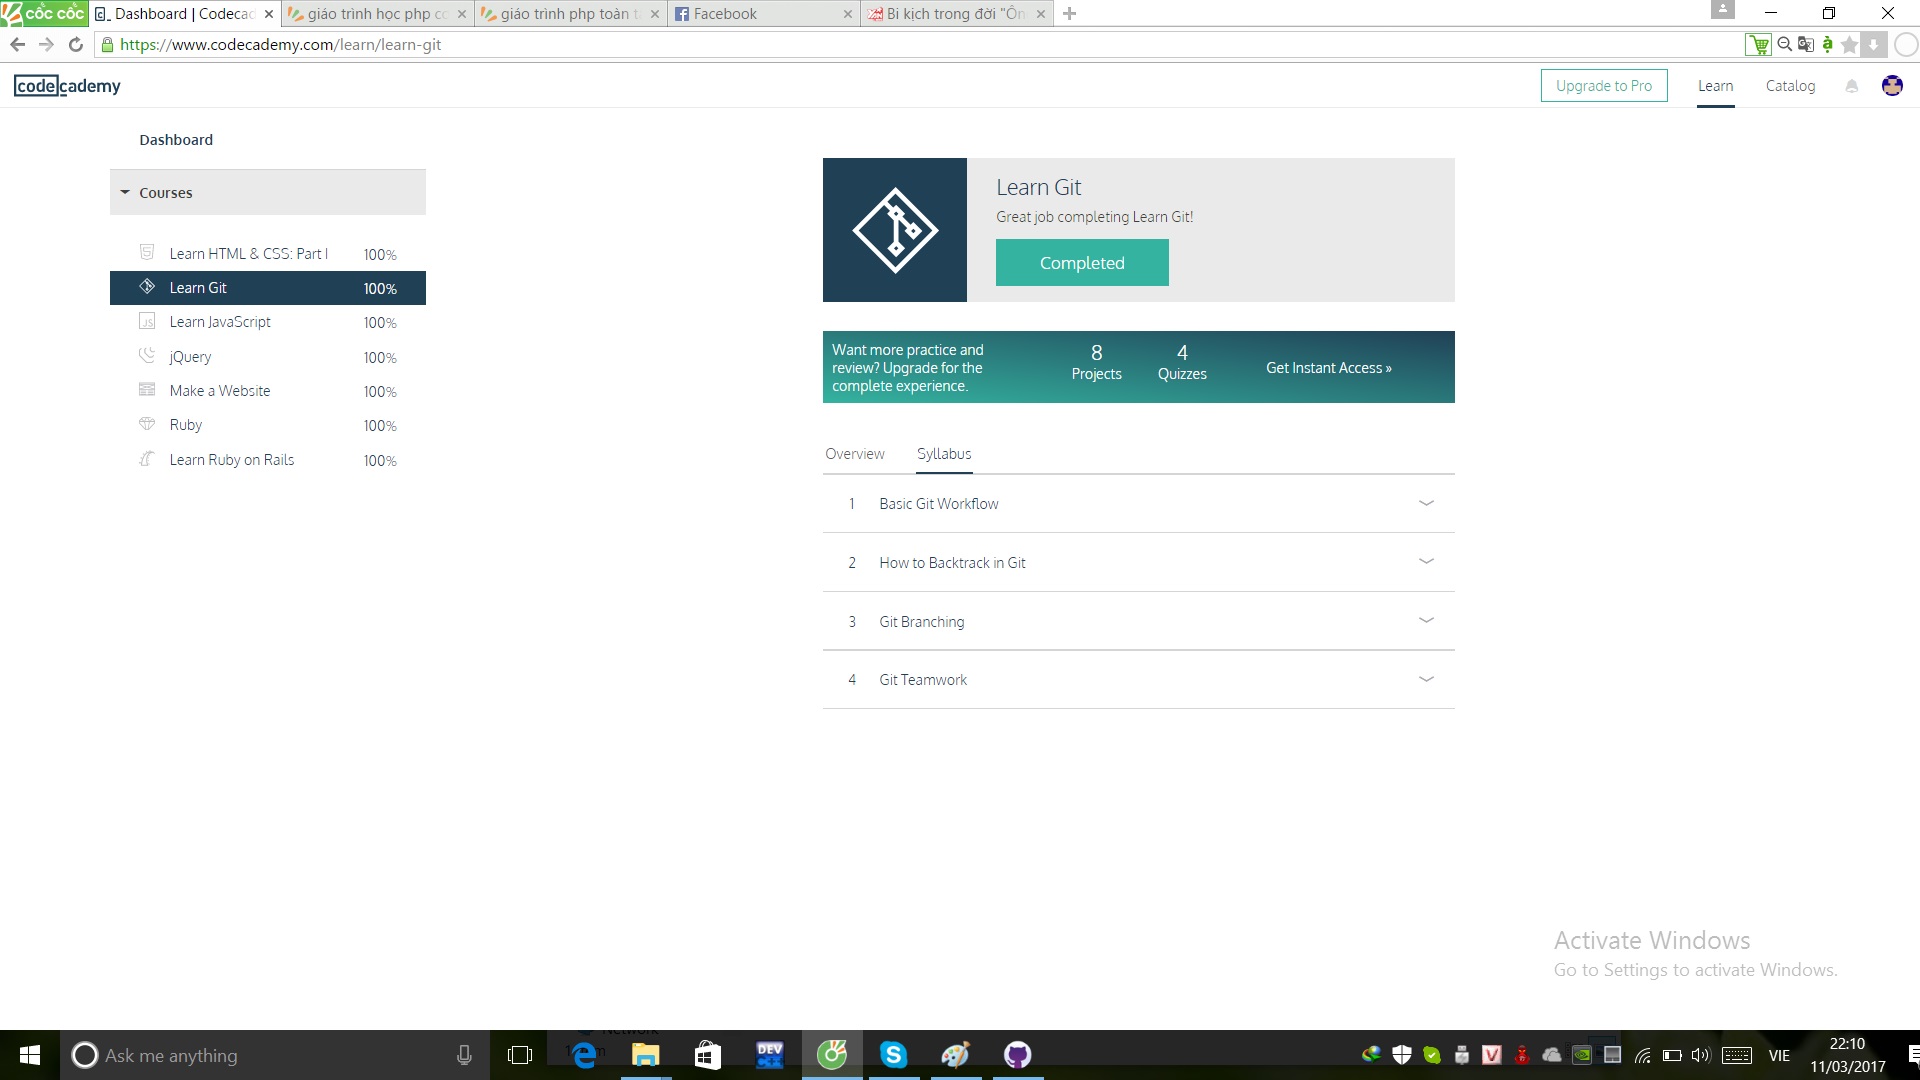 cốc cốc
Dashboard | Codecad
giáo trình học php cơ
giáo trình php toàn t
Facebook
Bi kịch trong đời "Ôn
https://www.codecademy.com/learn/learn-git
codecademy
Upgrade to Pro
Learn
Catalog
Dashboard
Courses
Learn HTML & CSS: Part I 100%
Learn Git 100%
Learn JavaScript 100%
jQuery 100%
Make a Website 100%
Ruby 100%
Learn Ruby on Rails 100%
Learn Git
Great job completing Learn Git!
Completed
Want more practice and
review? Upgrade for the
complete experience.
8
Projects
4
Quizzes
Get Instant Access »
Overview
Syllabus
1 Basic Git Workflow
2 How to Backtrack in Git
3 Git Branching
4 Git Teamwork
Activate Windows
Go to Settings to activate Windows.
Network
Ask me anything
DEV
C++
VIE
22:10
11/03/2017